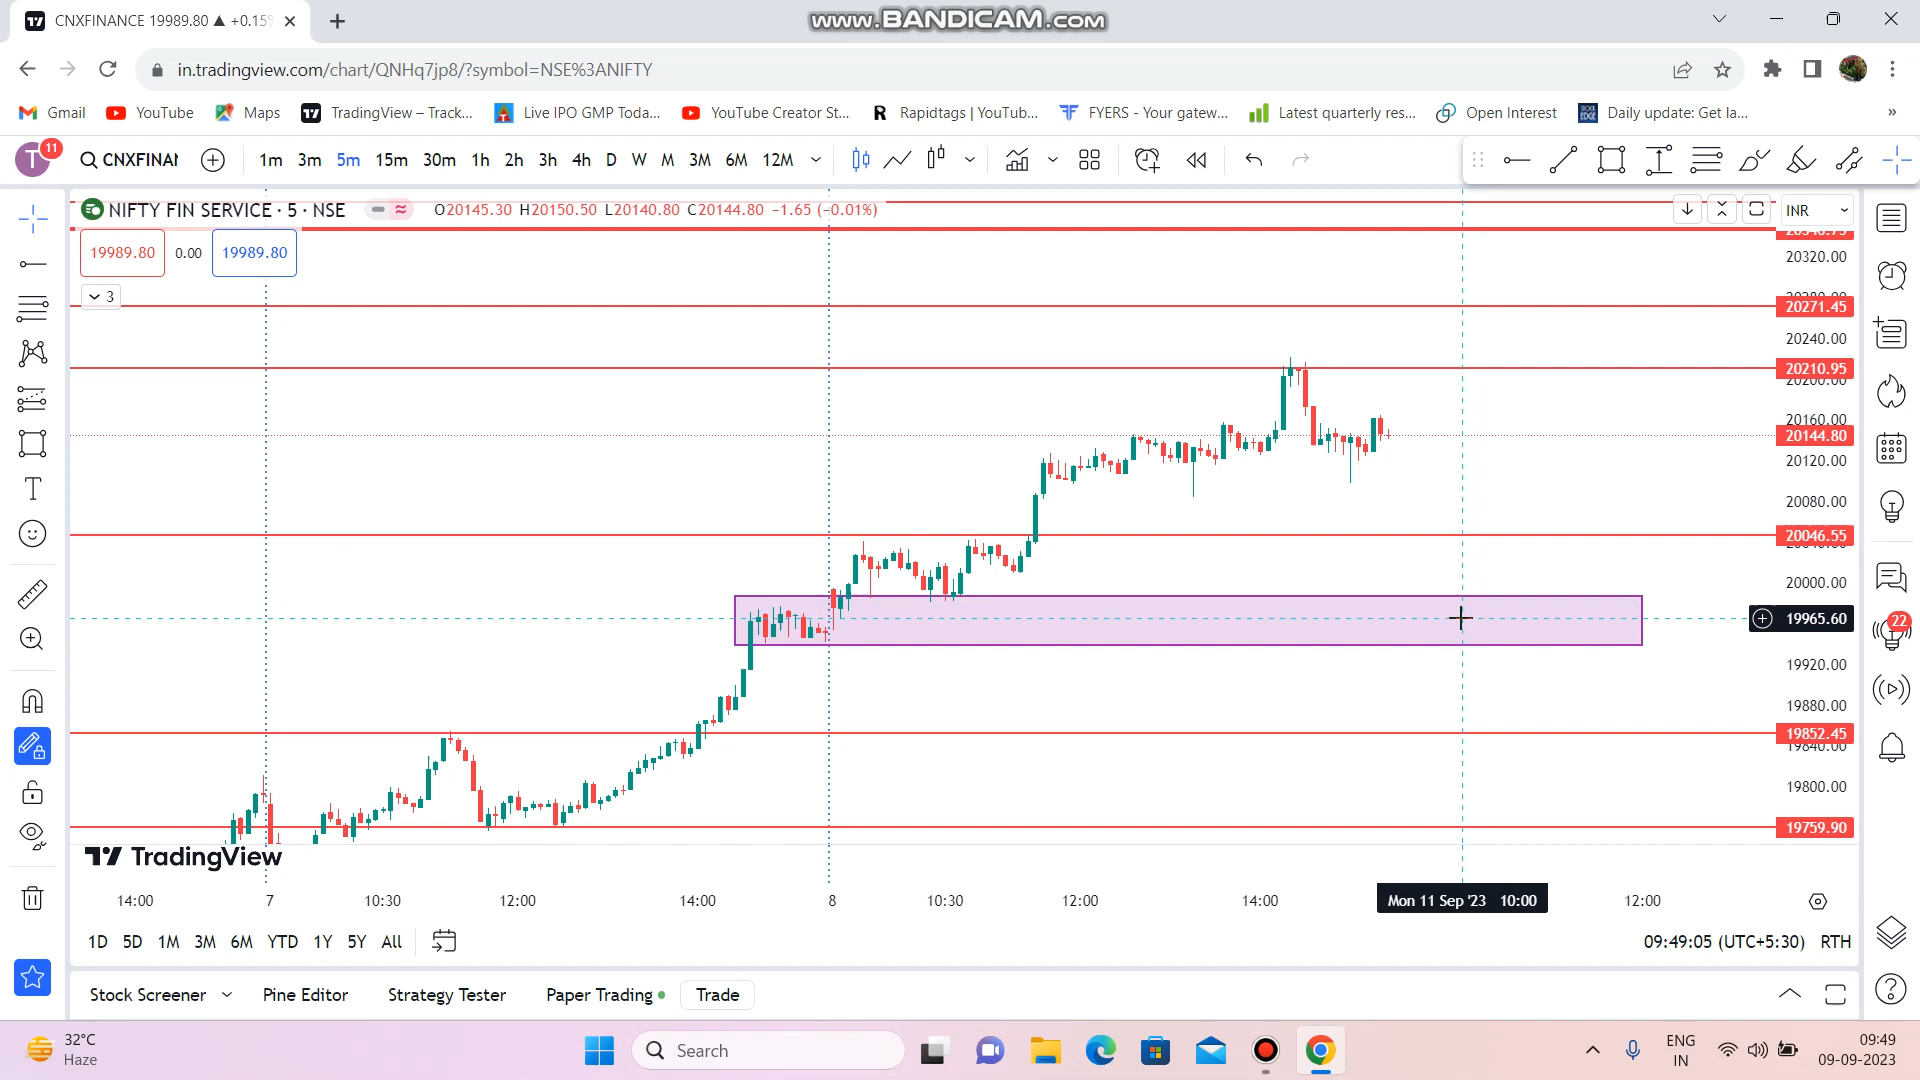 CNXFINANCE 19989.80 ▲ +0.15%
www.BANDICAM.com
in.tradingview.com/chart/QNHq7jp8/?symbol=NSE%3ANIFTY
Gmail YouTube Maps TradingView – Track... Live IPO GMP Toda... YouTube Creator St... Rapidtags | YouTub... FYERS - Your gatew... Latest quarterly res... Open Interest Daily update: Get la... »
T 11 CNXFINAN 1m 3m 5m 15m 30m 1h 2h 3h 4h D W M 3M 6M 12M
NIFTY FIN SERVICE · 5 · NSE O20145.30 H20150.50 L20140.80 C20144.80 −1.65 (−0.01%) INR
19989.80 0.00 19989.80
3
20320.00
20271.45
20240.00
20210.95
20200.00
20160.00
20144.80
20120.00
20080.00
20046.55
20000.00
19965.60
22
19920.00
19880.00
19852.45
19840.00
19800.00
19759.90
TradingView
14:00 7 10:30 12:00 14:00 8 10:30 12:00 14:00 Mon 11 Sep '23 10:00 12:00
1D 5D 1M 3M 6M YTD 1Y 5Y All 09:49:05 (UTC+5:30) RTH
Stock Screener Pine Editor Strategy Tester Paper Trading Trade
32°C
Haze
Search
ENG
IN
09:49
09-09-2023